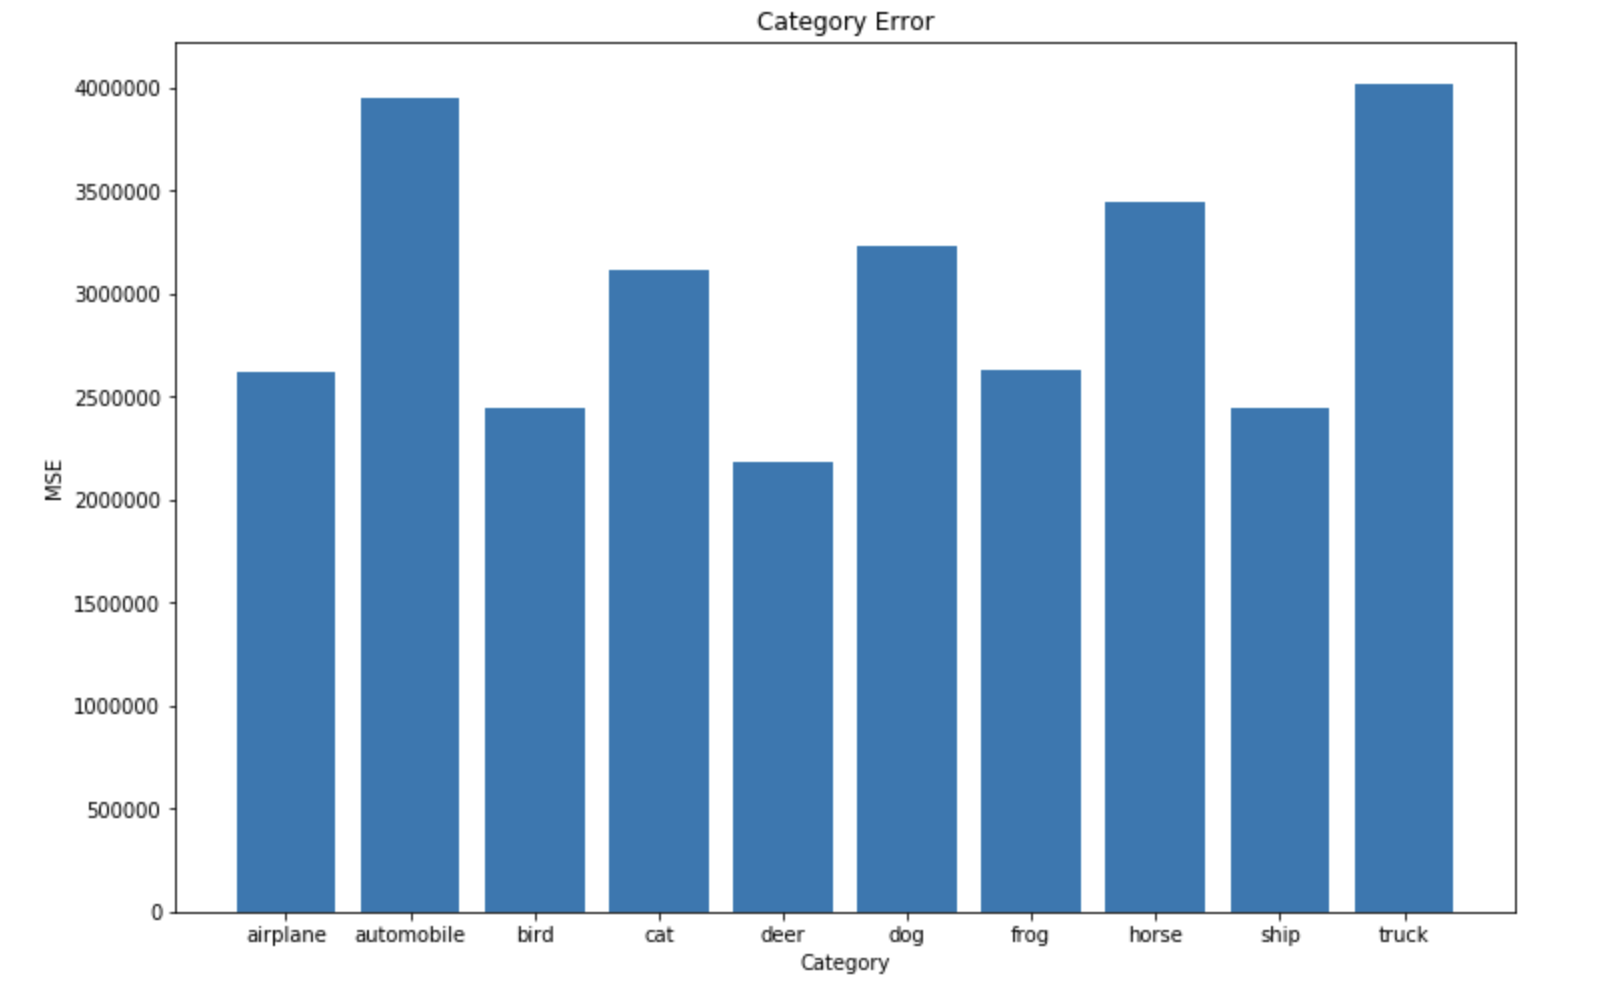 Category Error
4000000
3500000
3000000
2500000
2000000
1500000
1000000
500000
0
MSE
airplane automobile bird cat deer dog frog horse ship truck
Category